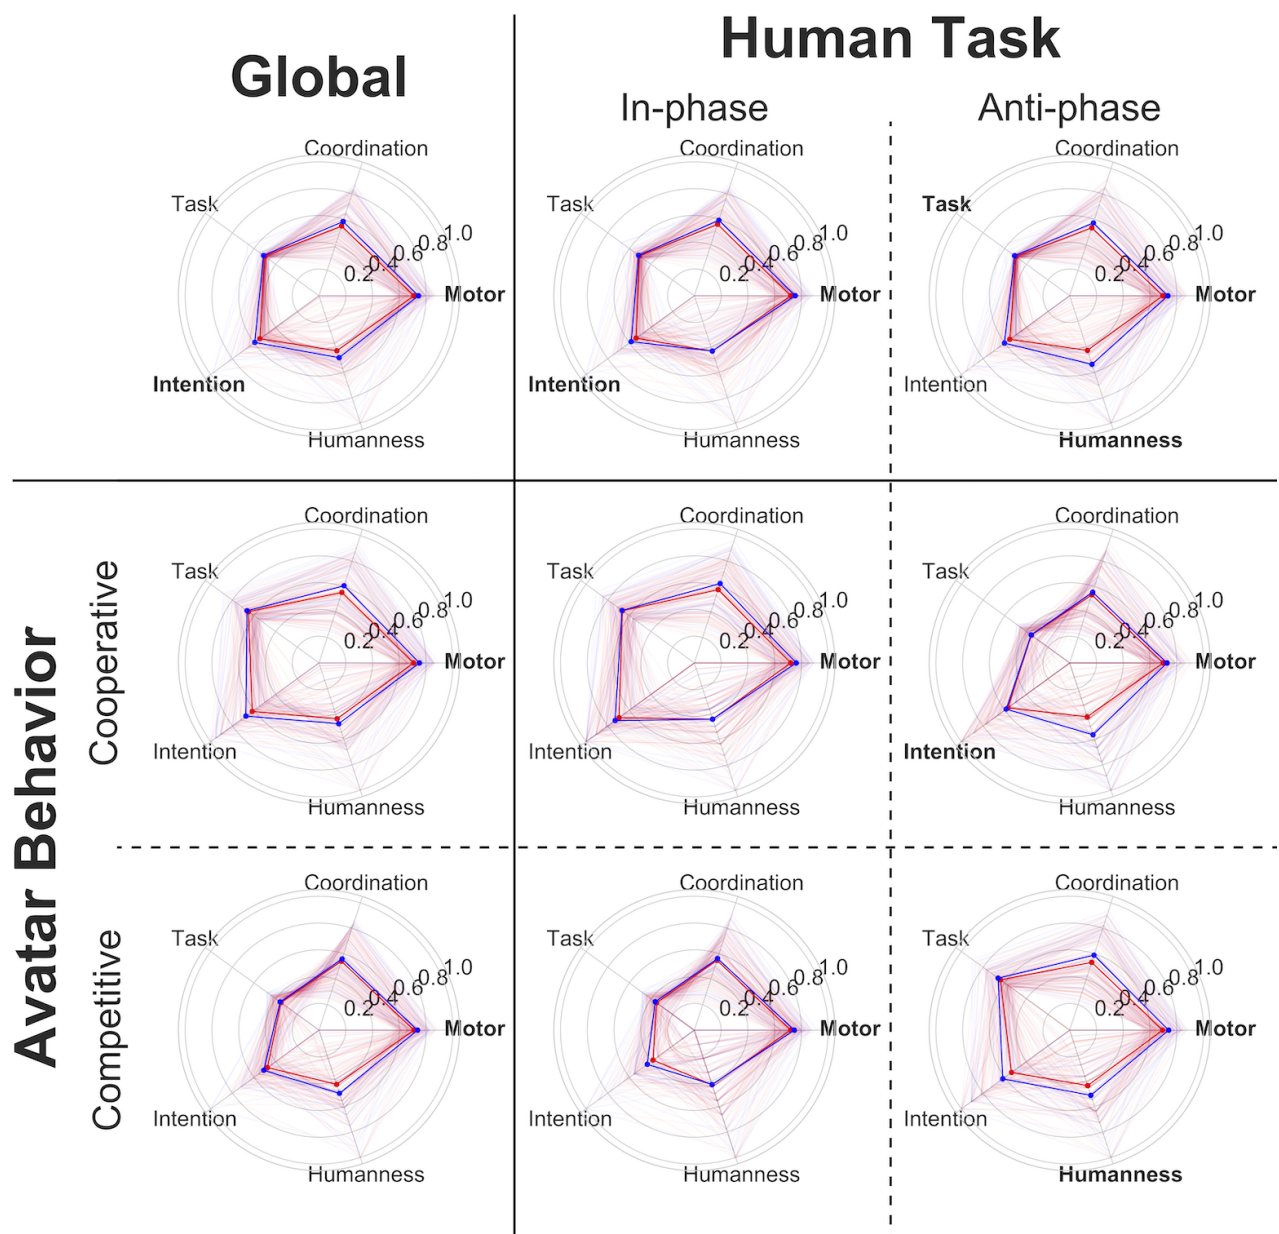 Human Task
Global
In-phase
Anti-phase
Coordination
Task
0.2
0.4
0.6
0.8
1.0
Motor
Intention
Humanness
Coordination
Task
0.2
0.4
0.6
0.8
1.0
Motor
Intention
Humanness
Coordination
Task
0.2
0.4
0.6
0.8
1.0
Motor
Intention
Humanness
Avatar Behavior
Cooperative
Coordination
Task
0.2
0.4
0.6
0.8
1.0
Motor
Intention
Humanness
Coordination
Task
0.2
0.4
0.6
0.8
1.0
Motor
Intention
Humanness
Coordination
Task
0.2
0.4
0.6
0.8
1.0
Motor
Intention
Humanness
Competitive
Coordination
Task
0.2
0.4
0.6
0.8
1.0
Motor
Intention
Humanness
Coordination
Task
0.2
0.4
0.6
0.8
1.0
Motor
Intention
Humanness
Coordination
Task
0.2
0.4
0.6
0.8
1.0
Motor
Intention
Humanness